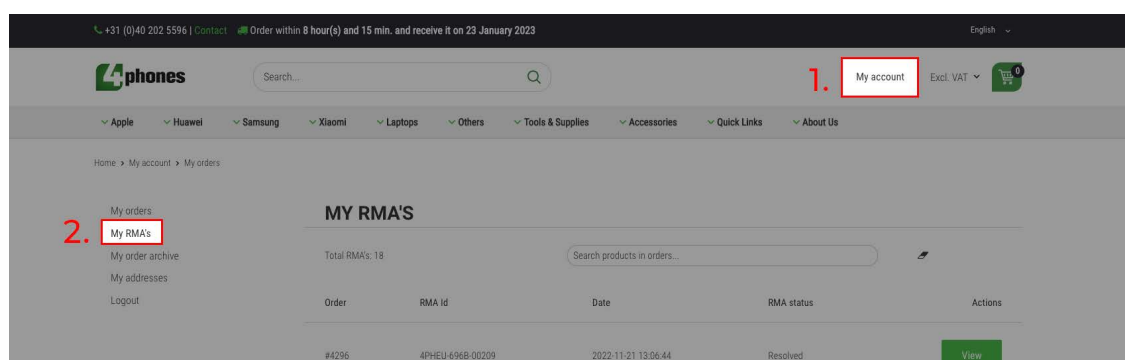 +31 (0)40 202 5596 | Contact Order within 8 hour(s) and 15 min. and receive it on 23 January 2023 English
4phones Search... 1. My account Excl. VAT 0
Apple Huawei Samsung Xiaomi Laptops Others Tools & Supplies Accessories Quick Links About Us
Home > My account > My orders
My orders
2. My RMA's
My order archive
My addresses
Logout
MY RMA'S
Total RMA's: 18 Search products in orders...
Order RMA Id Date RMA status Actions
#4296 4PHEU-696B-00209 2022-11-21 13:06:44 Resolved View